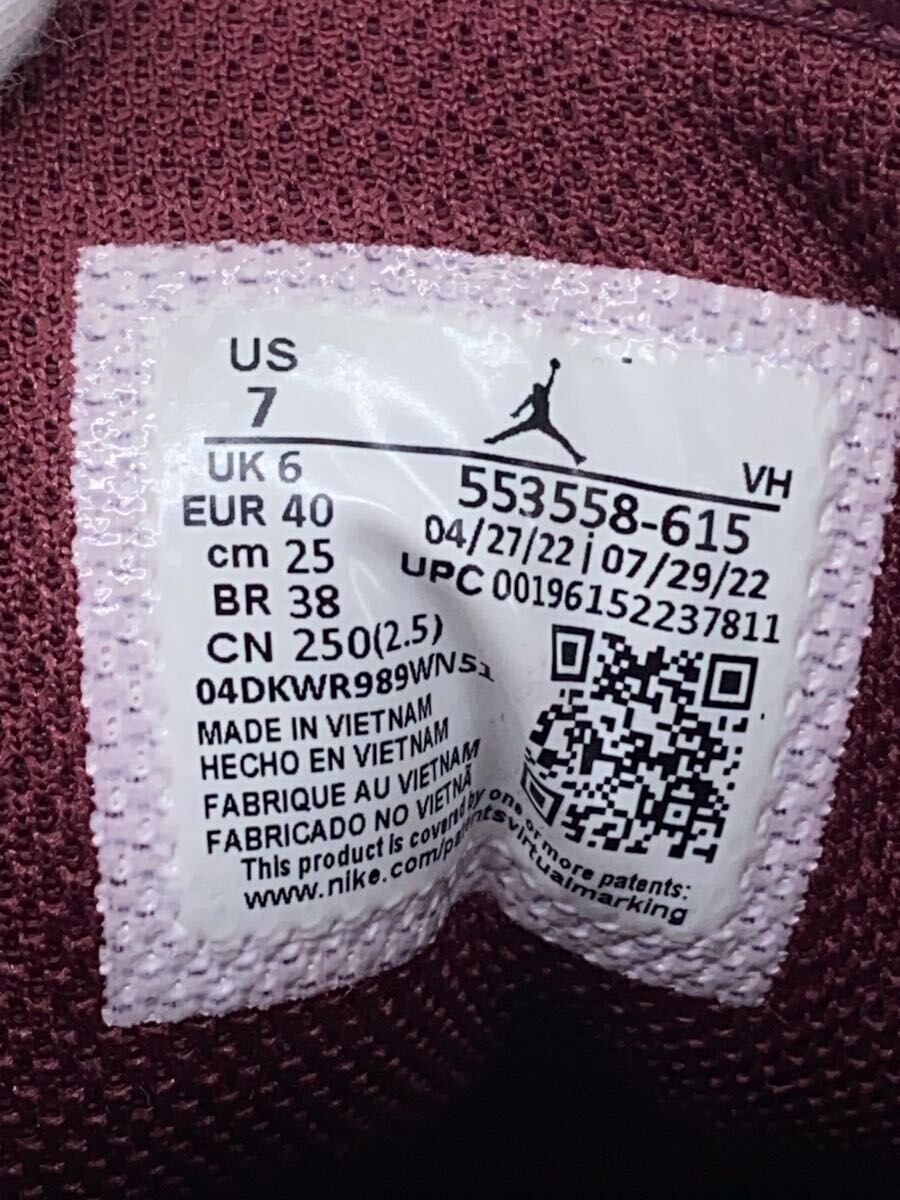 US
7
UK 6
EUR 40
cm 25
BR 38
CN 250(2.5)
VH
553558-615
04/27/22 | 07/29/22
UPC 00196152237811
04DKWR989WN51
MADE IN VIETNAM
HECHO EN VIETNAM
FABRIQUE AU VIETNAM
FABRICADO NO VIETNÃ
This product is covered by one or more patents:
www.nike.com/patentsvirtualmarking